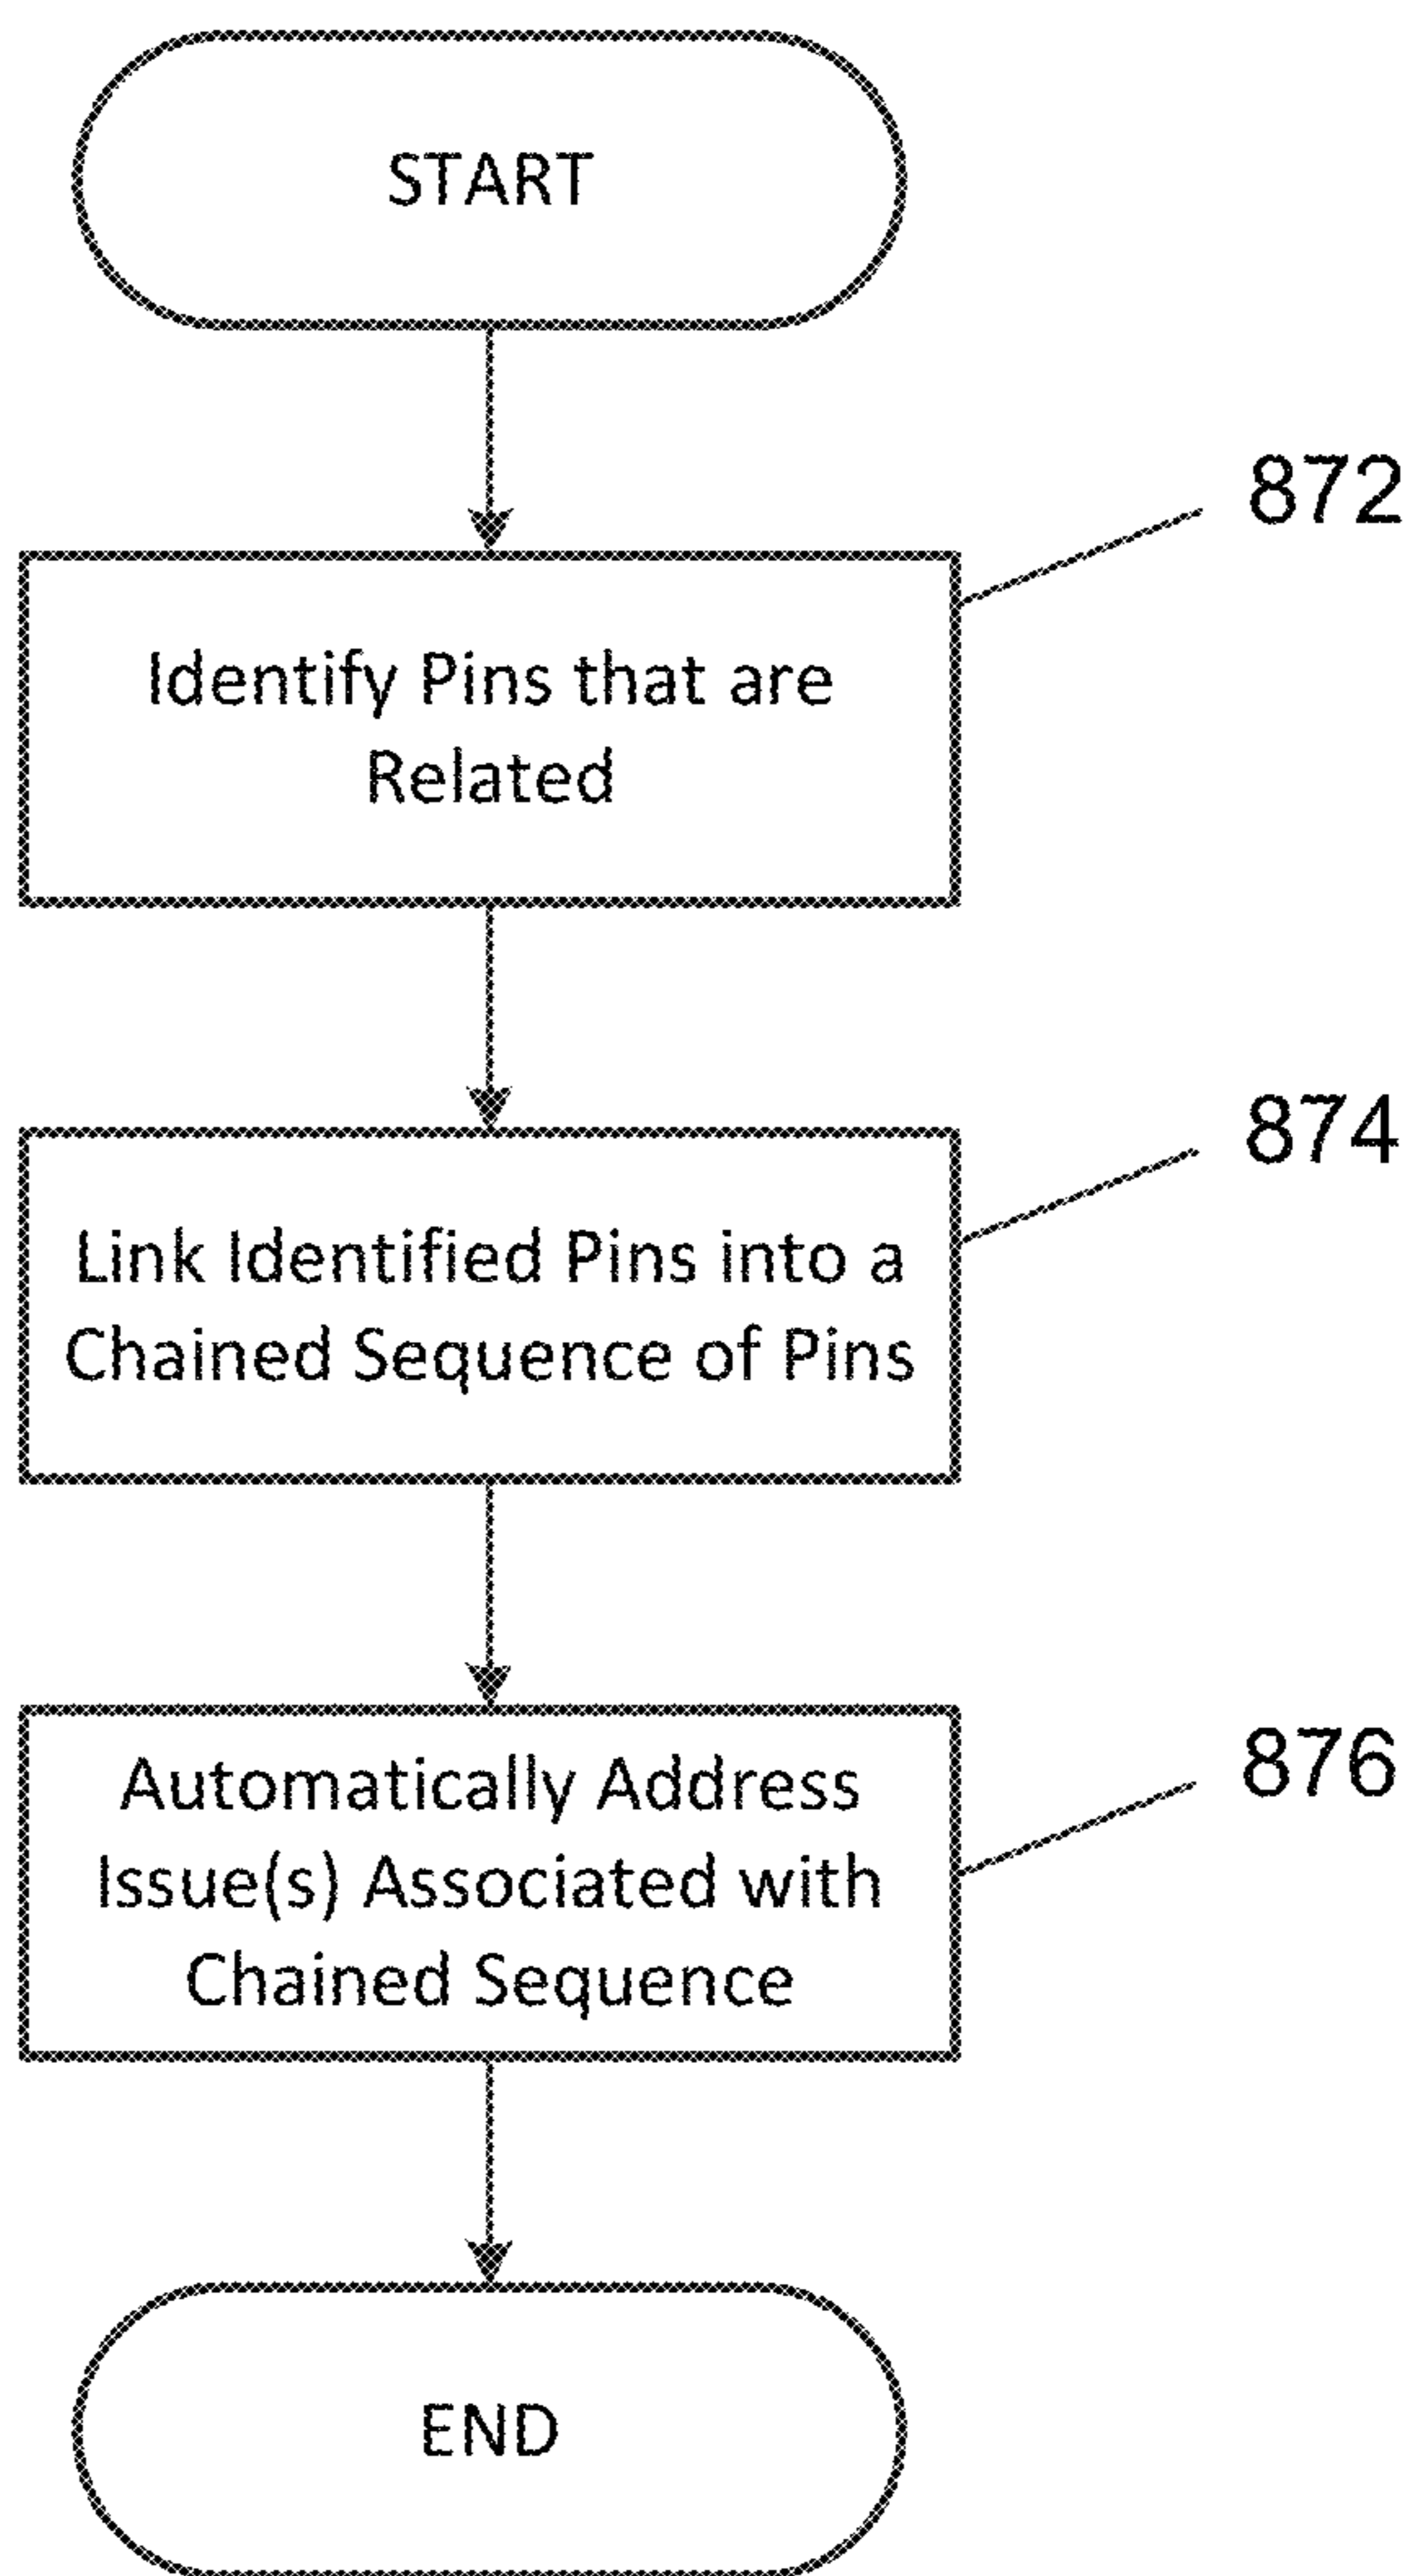 START
872
Identify Pins that are
Related
874
Link Identified Pins into a
Chained Sequence of Pins
876
Automatically Address
Issue(s) Associated with
Chained Sequence
END